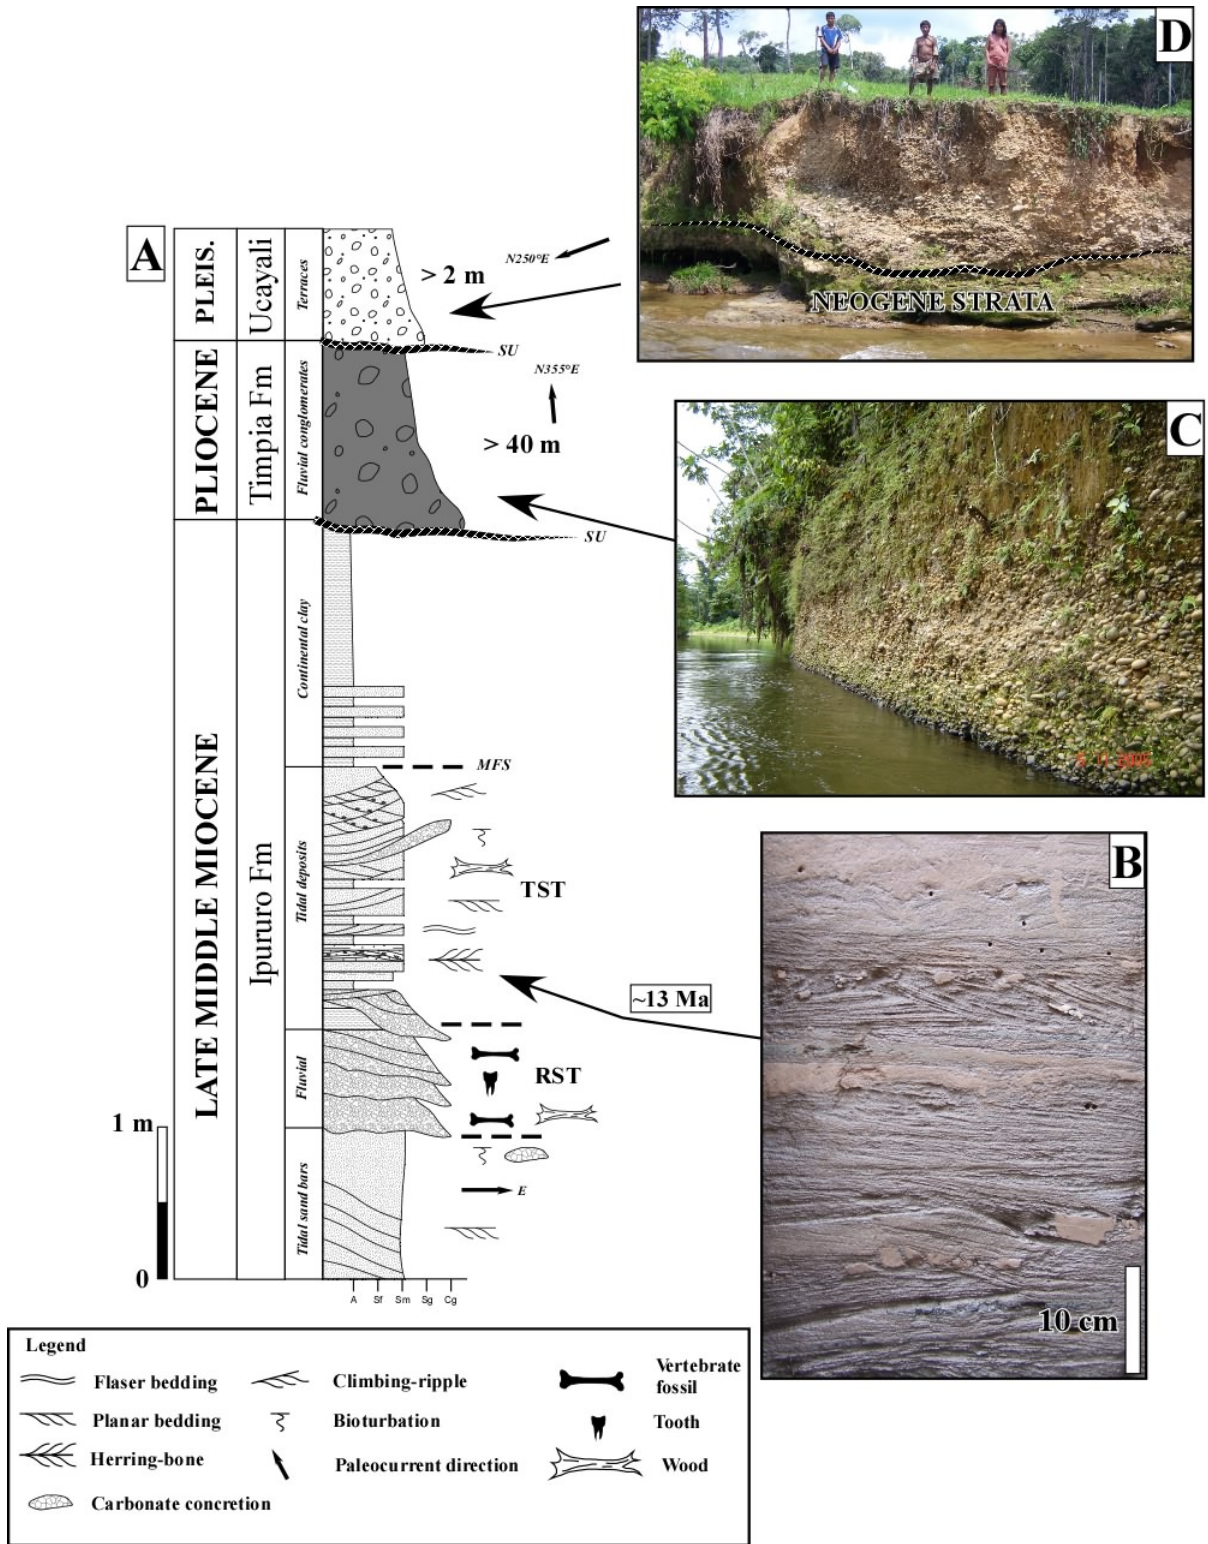 A
PLEIS.
Ucayali
Terraces
> 2 m
N250°E
SU
PLIOCENE
Timpia Fm
Fluvial conglomerates
N355°E
> 40 m
SU
LATE MIDDLE MIOCENE
Ipururo Fm
Continental clay
MFS
Tidal deposits
TST
~13 Ma
Fluvial
RST
Tidal sand bars
E
1 m
0
A Sf Sm Sg Cg
D
NEOGENE STRATA
C
B
10 cm
Legend
Flaser bedding
Planar bedding
Herring-bone
Carbonate concretion
Climbing-ripple
Bioturbation
Paleocurrent direction
Vertebrate
fossil
Tooth
Wood